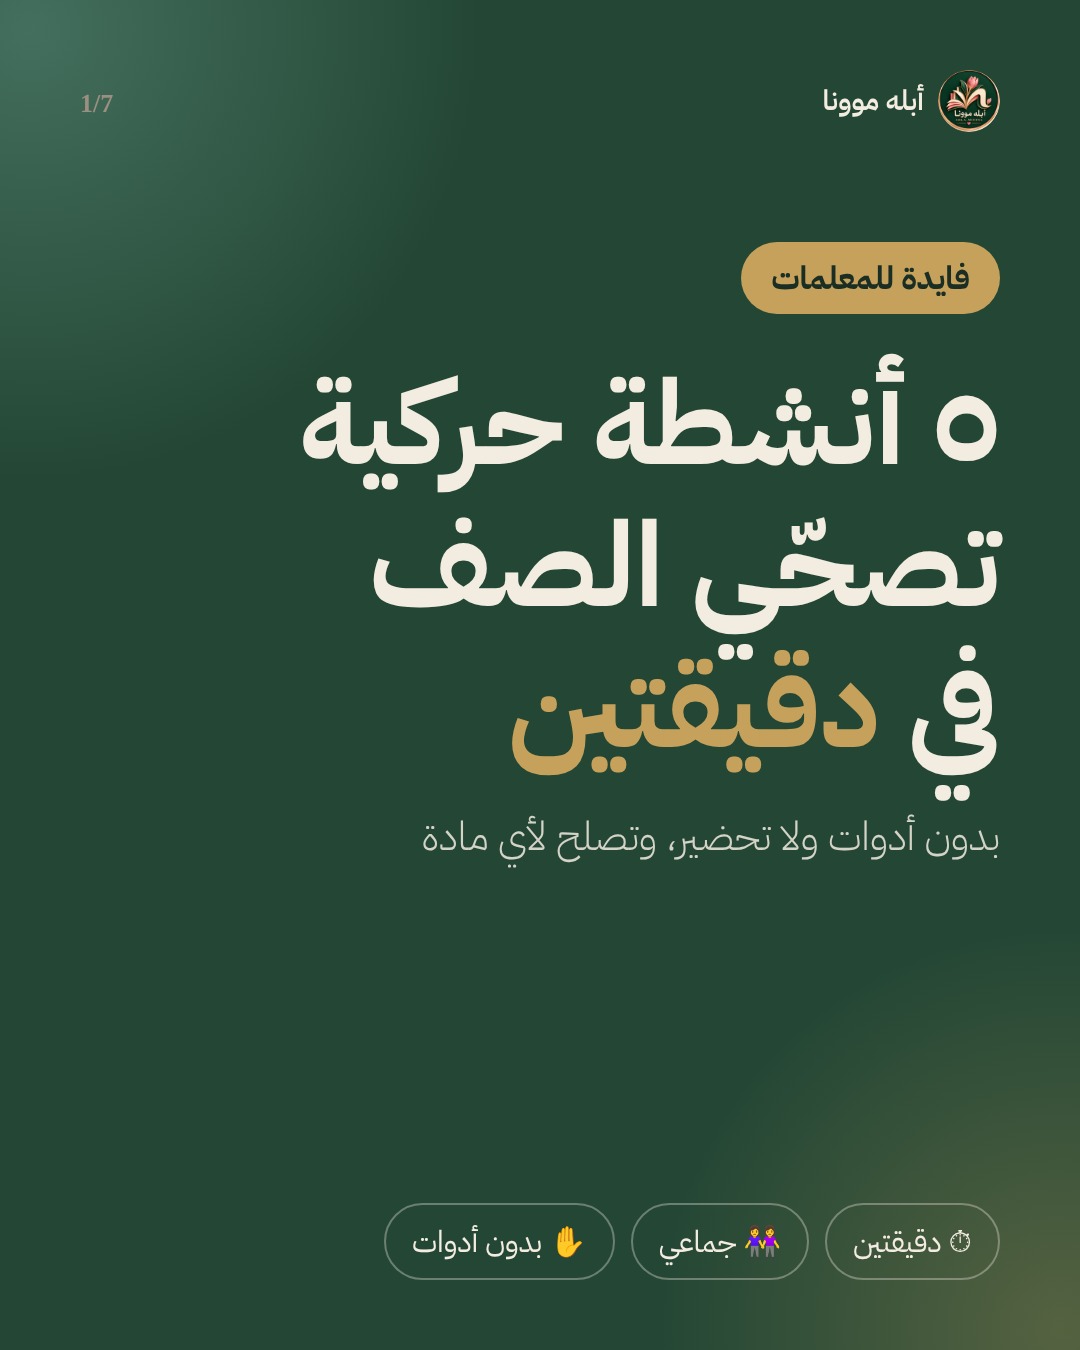 أبله موونا
1/7
فايدة للمعلمات
٥ أنشطة حركية
تصحّي الصف
في دقيقتين
بدون أدوات ولا تحضير، وتصلح لأي مادة
⏱ دقيقتين
👭 جماعي
✋ بدون أدوات